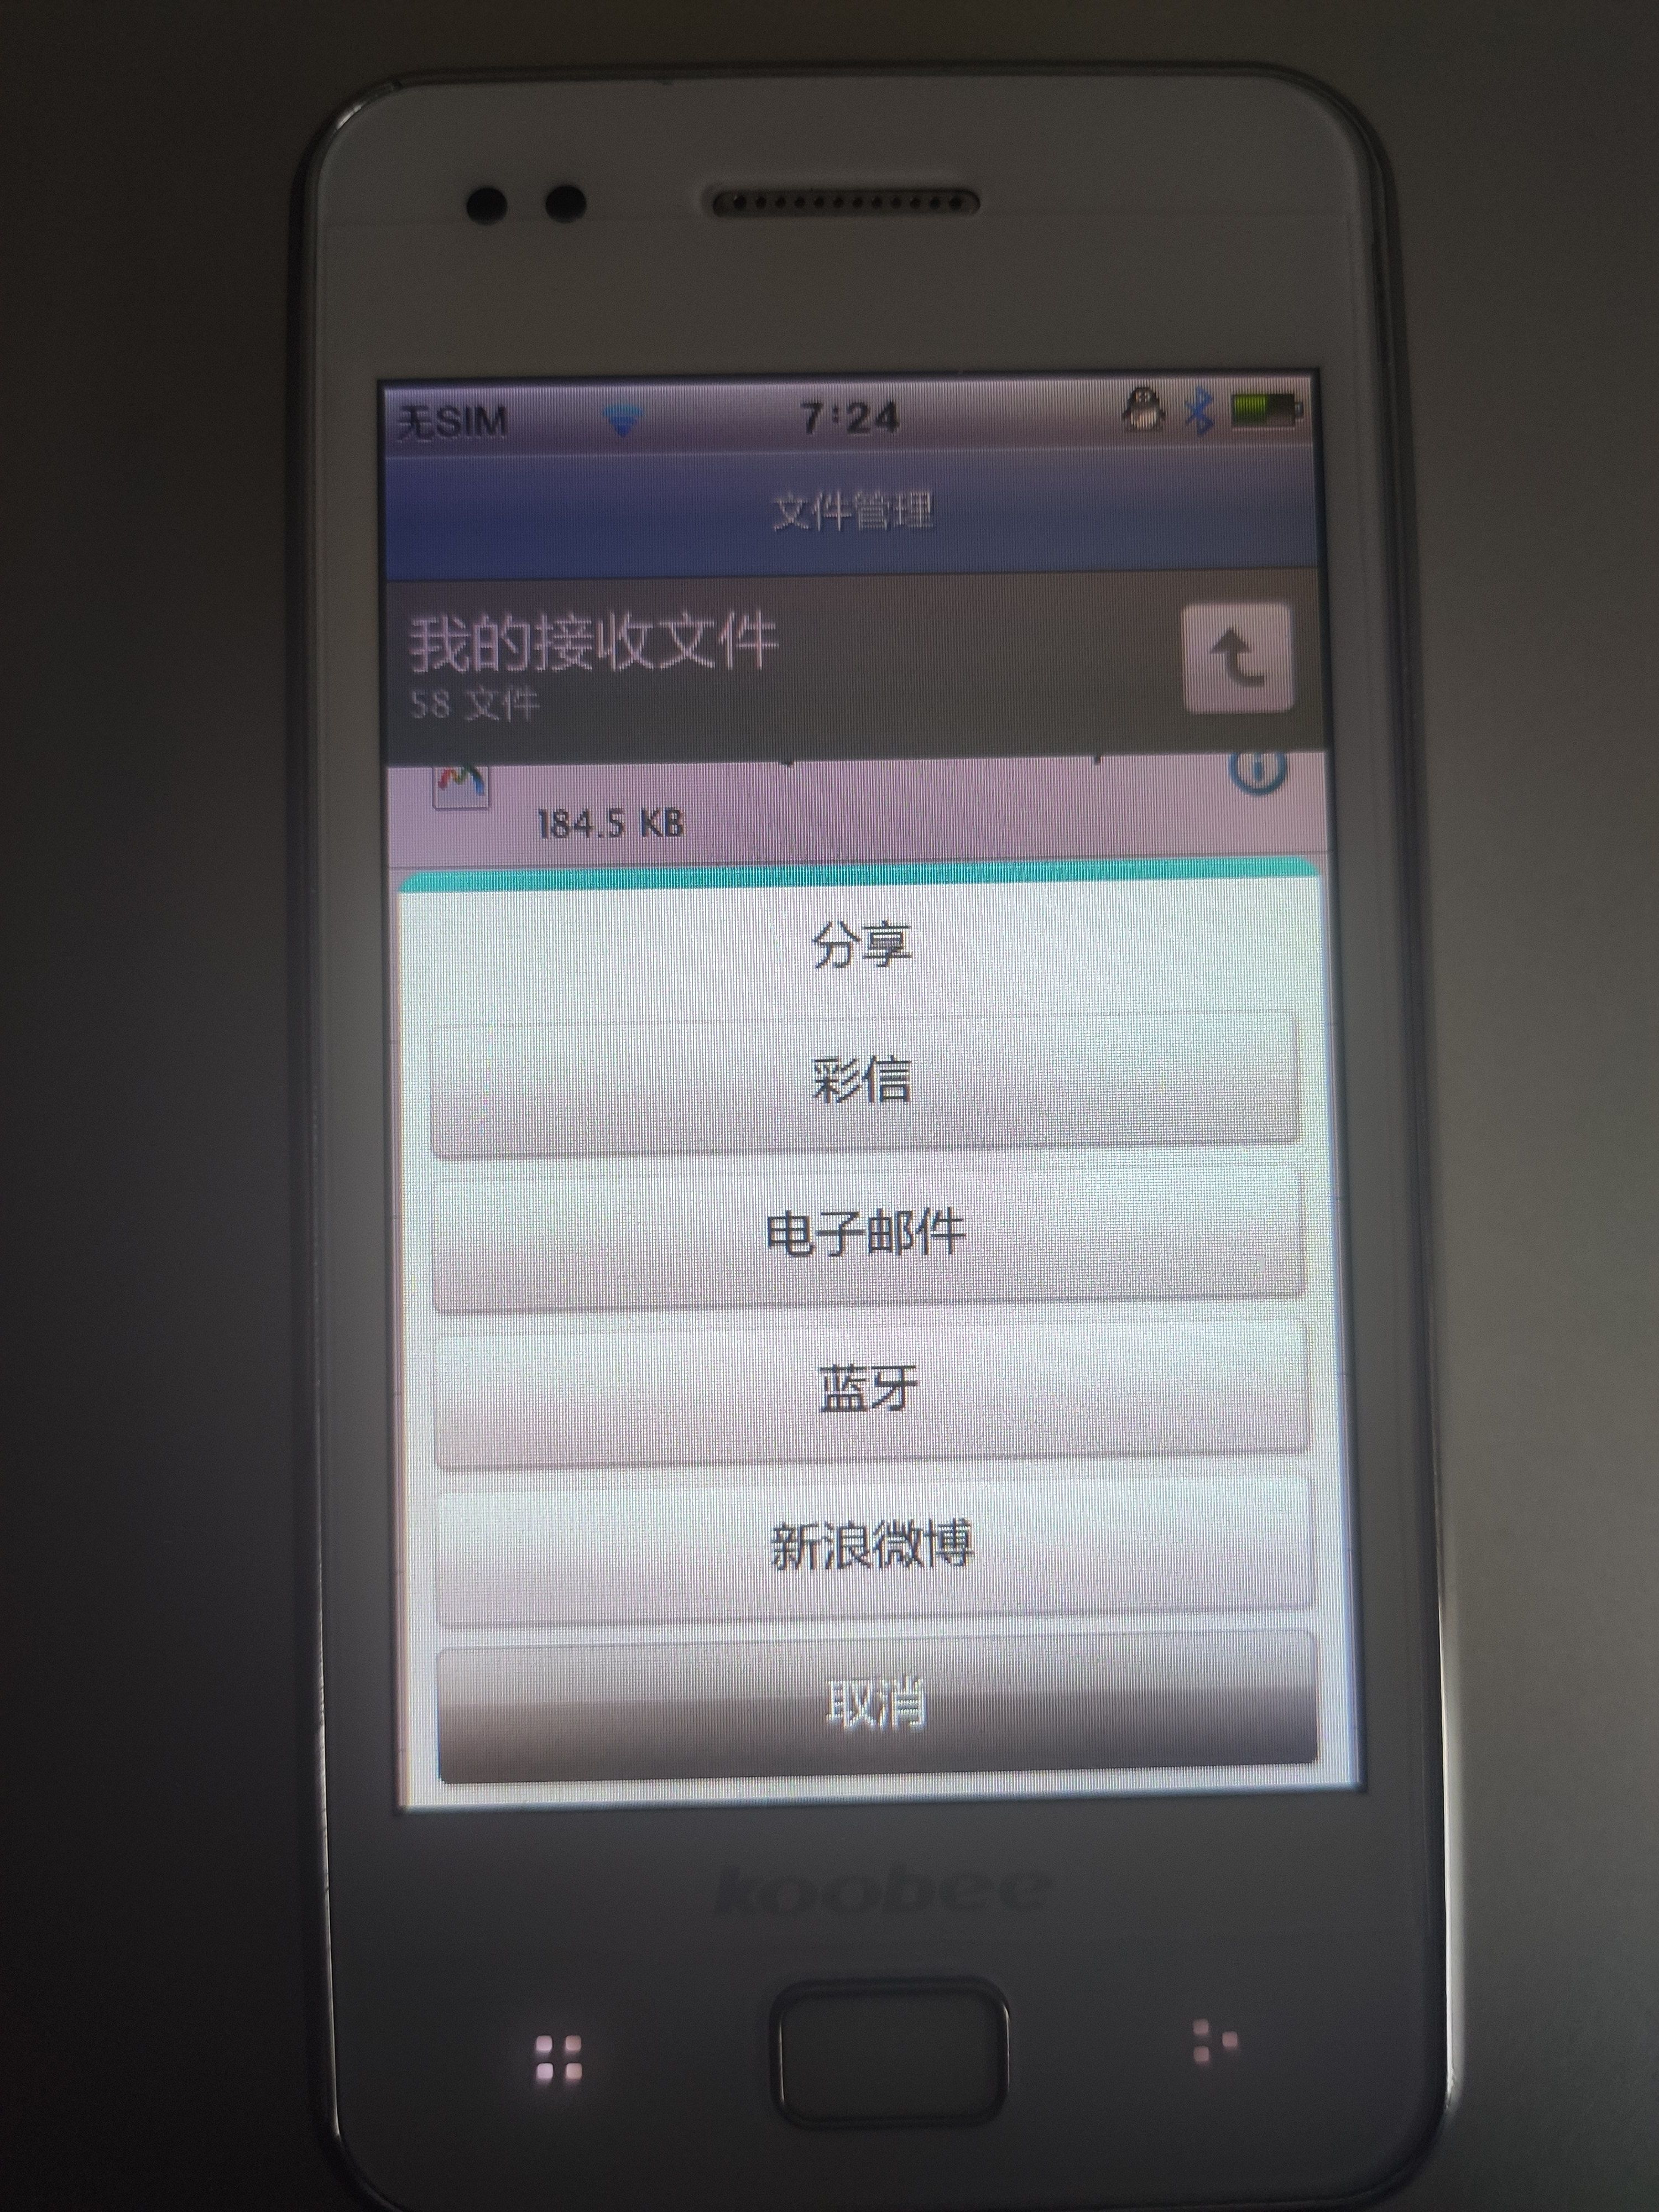 无SIM 7:24
文件管理
我的接收文件
58 文件
184.5 KB
分享
彩信
电子邮件
蓝牙
新浪微博
取消
koobee